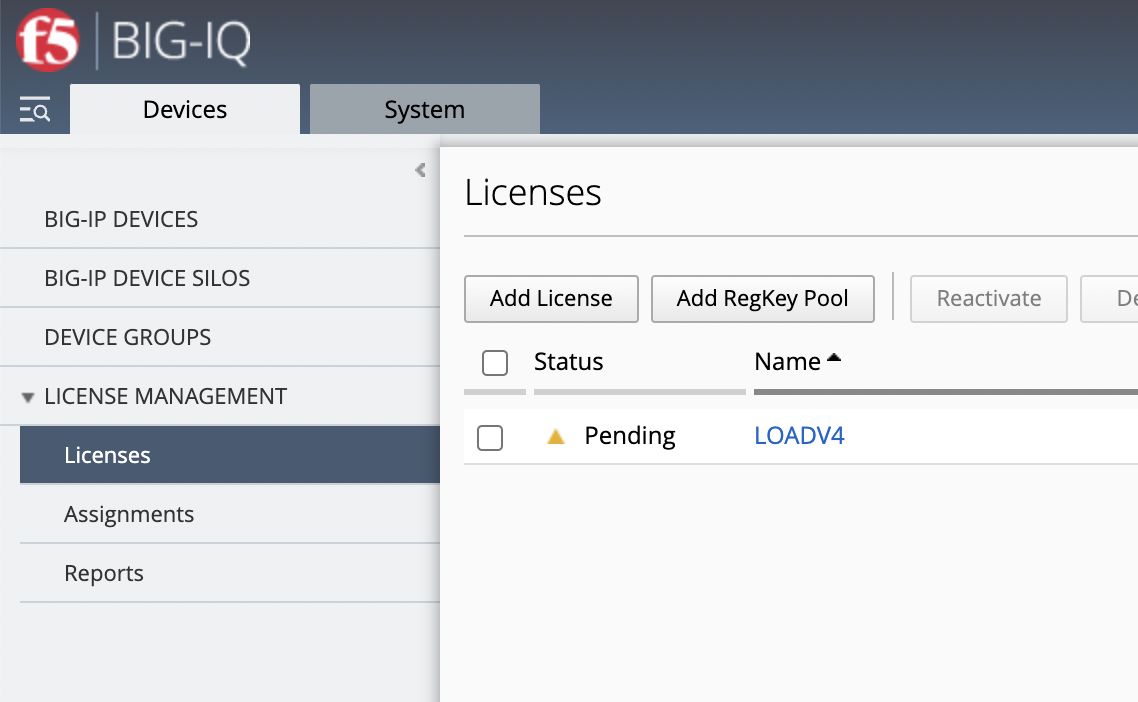 f5 BIG-IQ
Devices System
BIG-IP DEVICES
BIG-IP DEVICE SILOS
DEVICE GROUPS
LICENSE MANAGEMENT
Licenses
Assignments
Reports
Licenses
Add License Add RegKey Pool Reactivate De
Status Name
Pending LOADV4